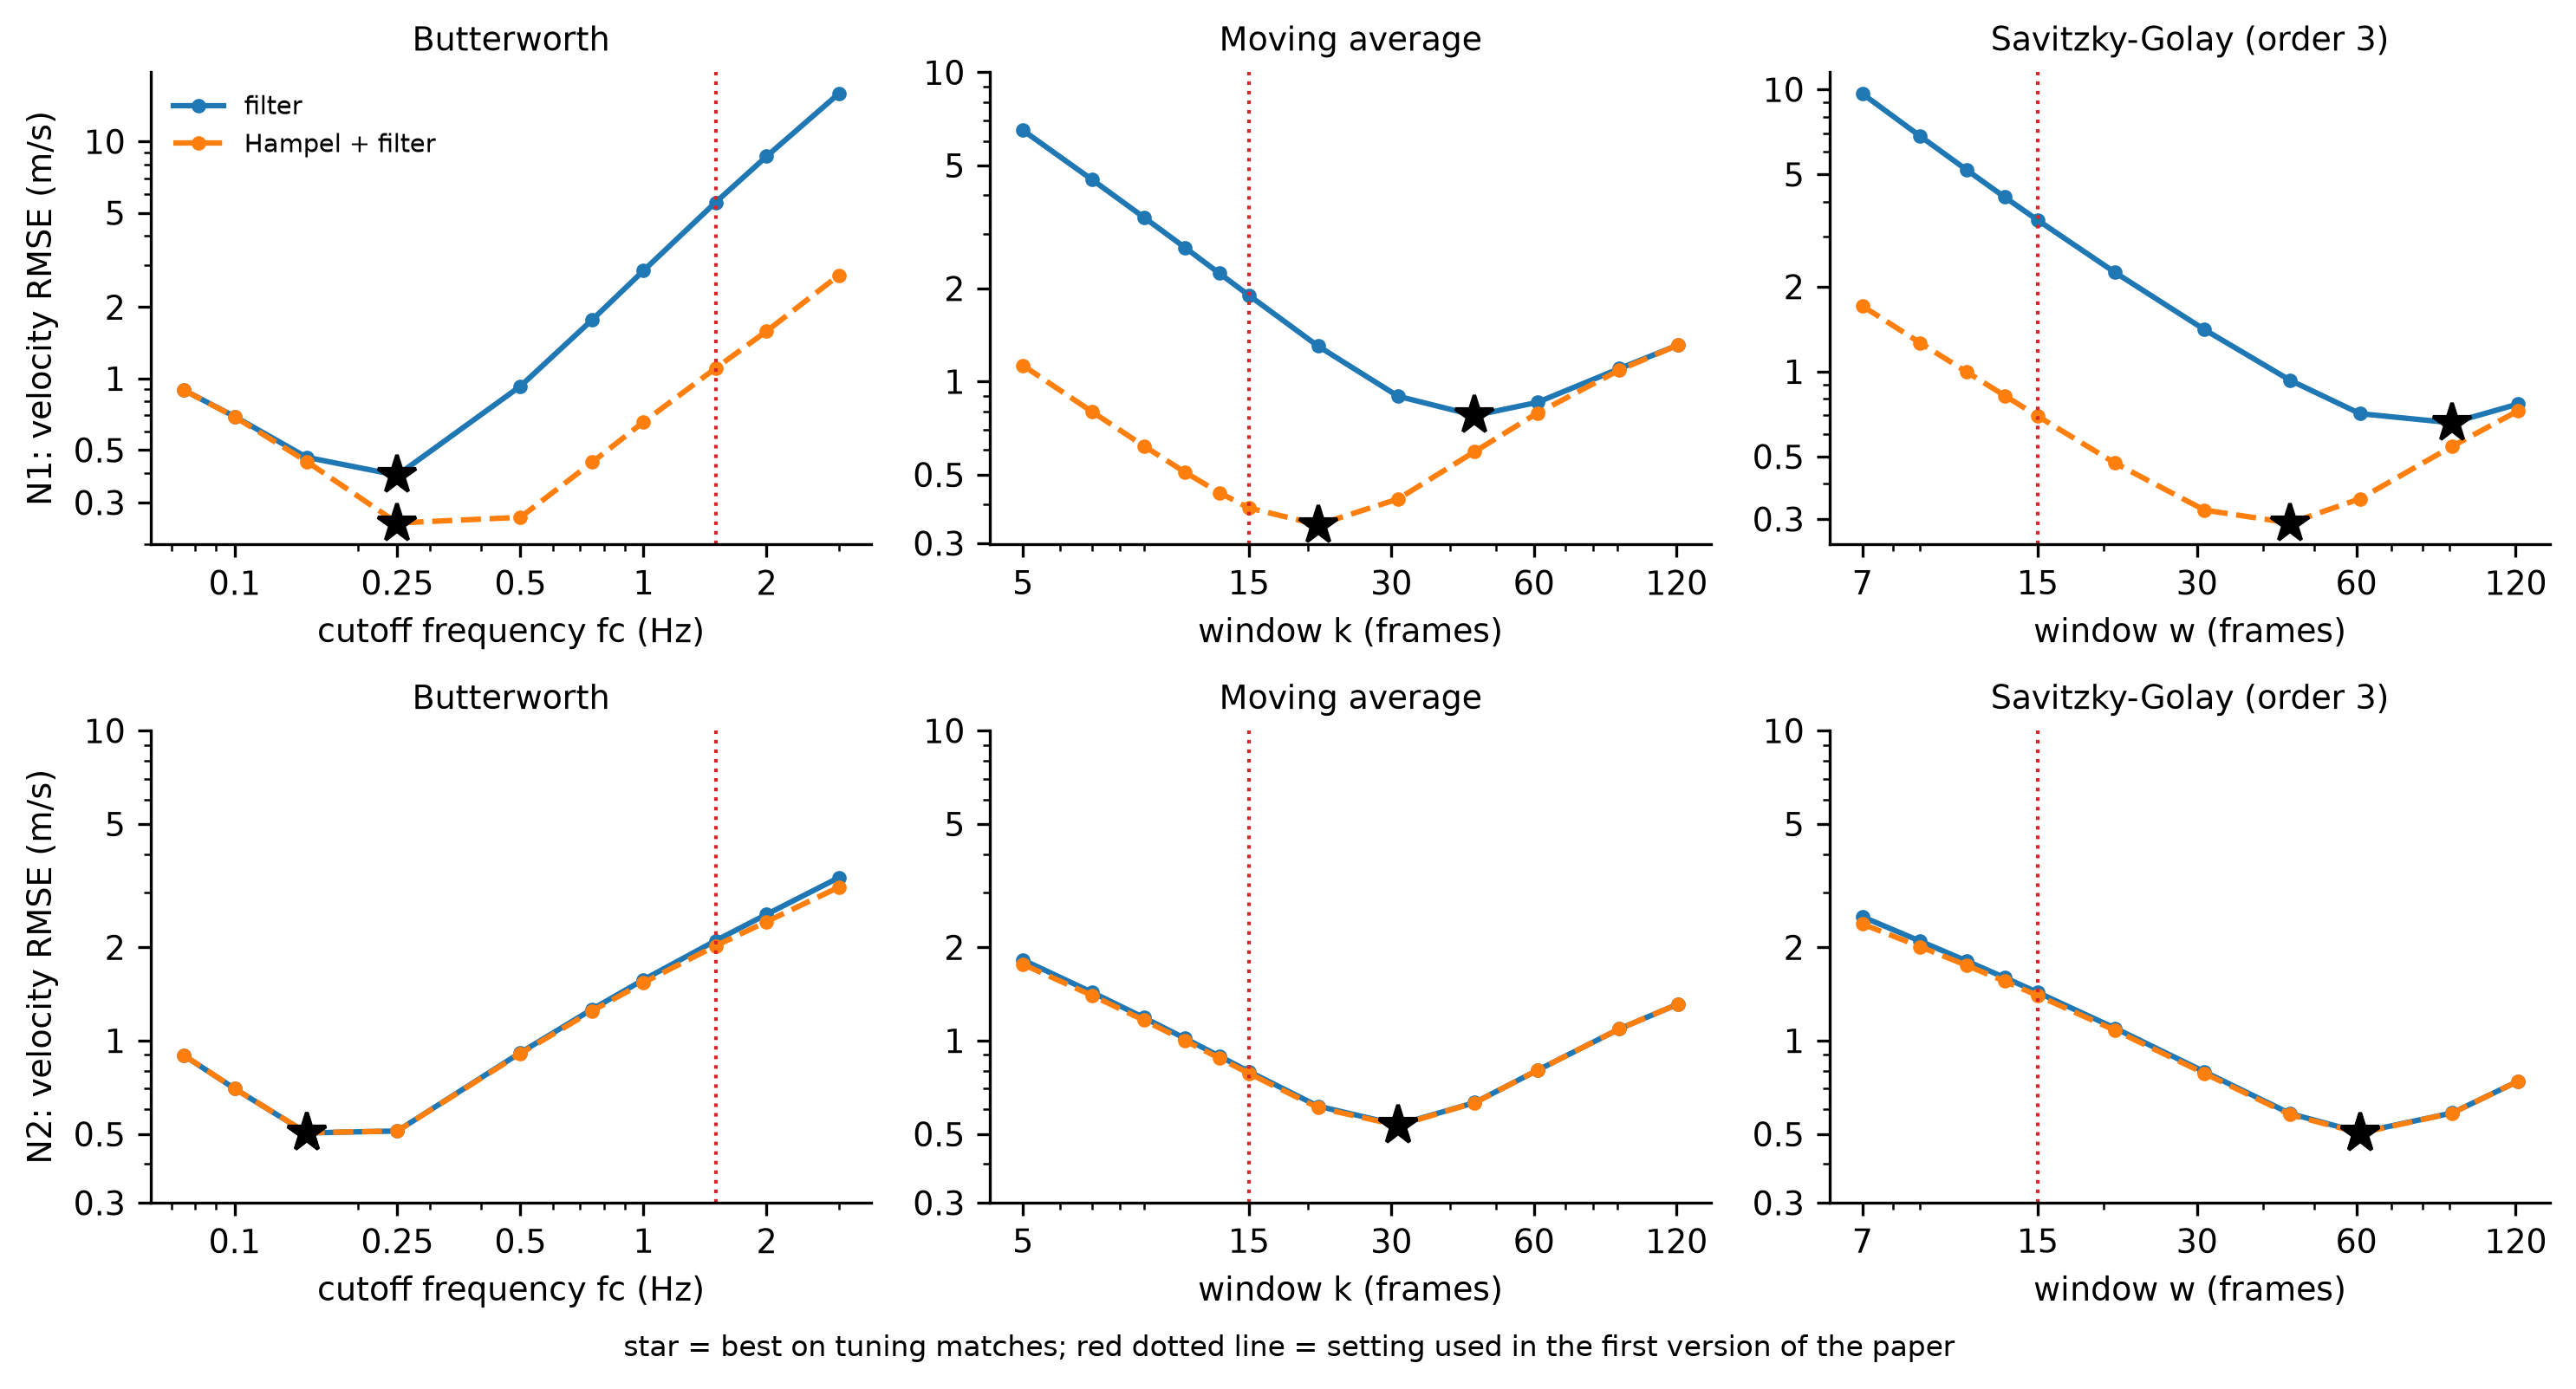 Butterworth
Moving average
Savitzky-Golay (order 3)
N1: velocity RMSE (m/s)
filter
Hampel + filter
10
5
2
1
0.5
0.3
10
5
2
1
0.5
0.3
10
5
2
1
0.5
0.3
0.1 0.25 0.5 1 2
5 15 30 60 120
7 15 30 60 120
cutoff frequency fc (Hz)
window k (frames)
window w (frames)
Butterworth
Moving average
Savitzky-Golay (order 3)
N2: velocity RMSE (m/s)
10
5
2
1
0.5
0.3
10
5
2
1
0.5
0.3
10
5
2
1
0.5
0.3
0.1 0.25 0.5 1 2
5 15 30 60 120
7 15 30 60 120
cutoff frequency fc (Hz)
window k (frames)
window w (frames)
star = best on tuning matches; red dotted line = setting used in the first version of the paper